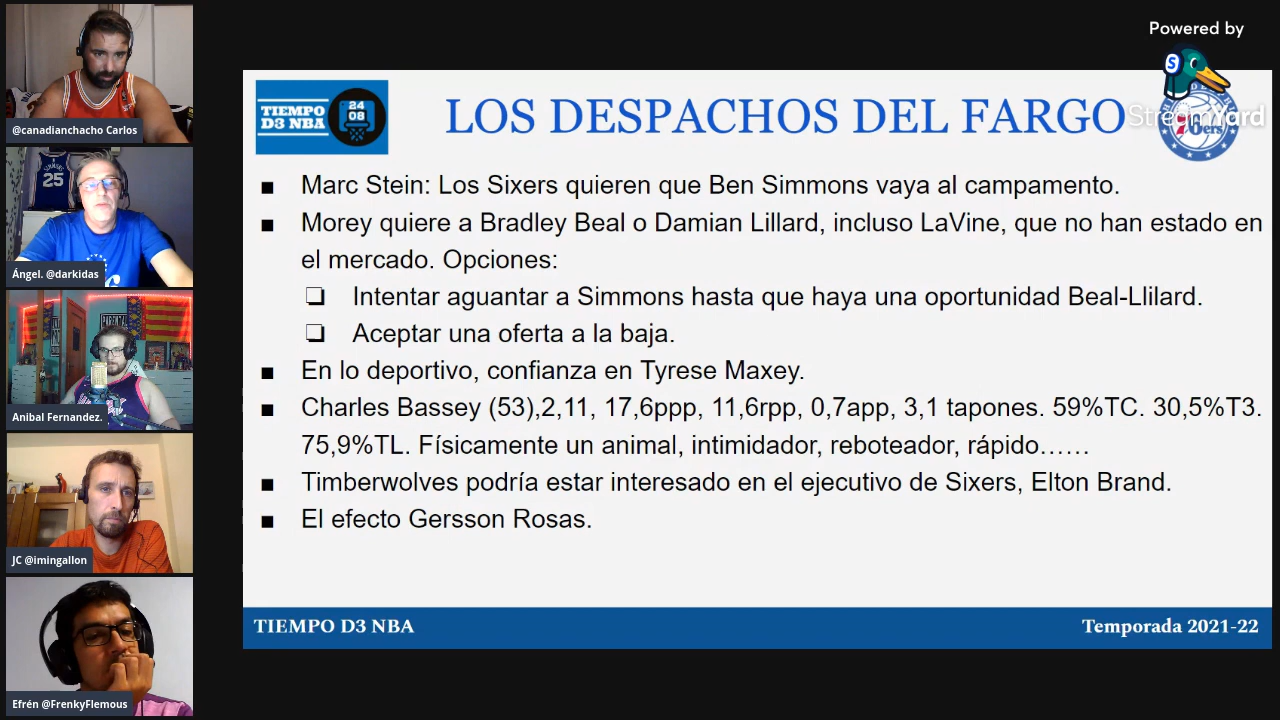 Powered by
StreamYard
TIEMPO
D3 NBA
24
08
LOS DESPACHOS DEL FARGO
76ers
■ Marc Stein: Los Sixers quieren que Ben Simmons vaya al campamento.
■ Morey quiere a Bradley Beal o Damian Lillard, incluso LaVine, que no han estado en
el mercado. Opciones:
❏ Intentar aguantar a Simmons hasta que haya una oportunidad Beal-Llilard.
❏ Aceptar una oferta a la baja.
■ En lo deportivo, confianza en Tyrese Maxey.
■ Charles Bassey (53),2,11, 17,6ppp, 11,6rpp, 0,7app, 3,1 tapones. 59%TC. 30,5%T3.
75,9%TL. Físicamente un animal, intimidador, reboteador, rápido……
■ Timberwolves podría estar interesado en el ejecutivo de Sixers, Elton Brand.
■ El efecto Gersson Rosas.
TIEMPO D3 NBA
Temporada 2021-22
@canadianchacho Carlos
SIMMONS
25
Ángel. @darkidas
Anibal Fernandez.
JC @imingallon
Efrén @FrenkyFlemous